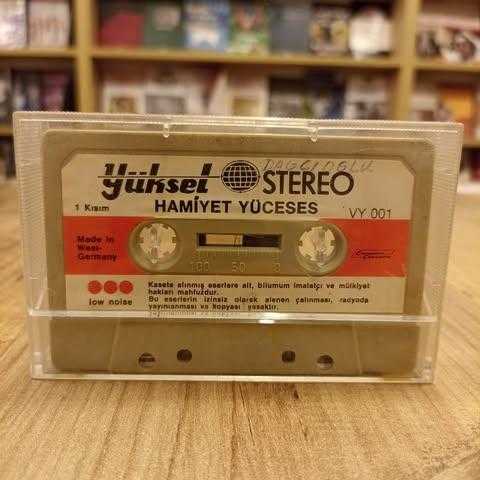 DAĞCIOĞLU
yüksel STEREO
HAMİYET YÜCESES
1 Kısım
VY 001
Made in
West-
Germany
100 50 0
low noise
Kasete alınmış eserlere ait, bilumum imalatçı ve mülkiyet
hakları mahfuzdur.
Bu eserlerin izinsiz olarak alenen çalınması, radyoda
yayınlanması ve kopyası yasaktır.